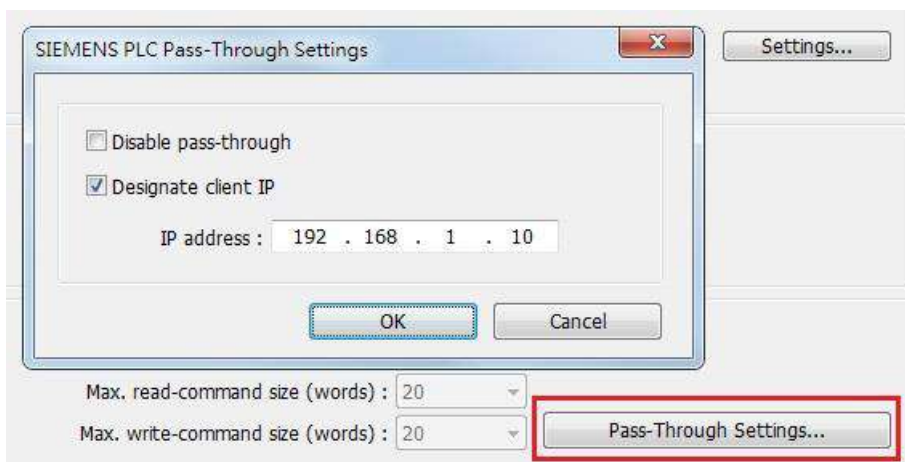 SIEMENS PLC Pass-Through Settings
Settings...
Disable pass-through
Designate client IP
IP address : 192 . 168 . 1 . 10
OK Cancel
Max. read-command size (words) : 20
Max. write-command size (words) : 20
Pass-Through Settings...